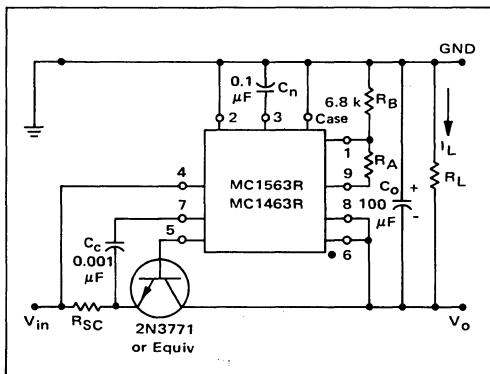 GND
0.1
μF
Cn
6.8 k
RB
2
3
Case
1
RA
IL
4
MC1563R
MC1463R
9
Co
+
-
RL
7
8
100
μF
5
6
Cc
0.001
μF
Vin
RSC
2N3771
or Equiv
Vo